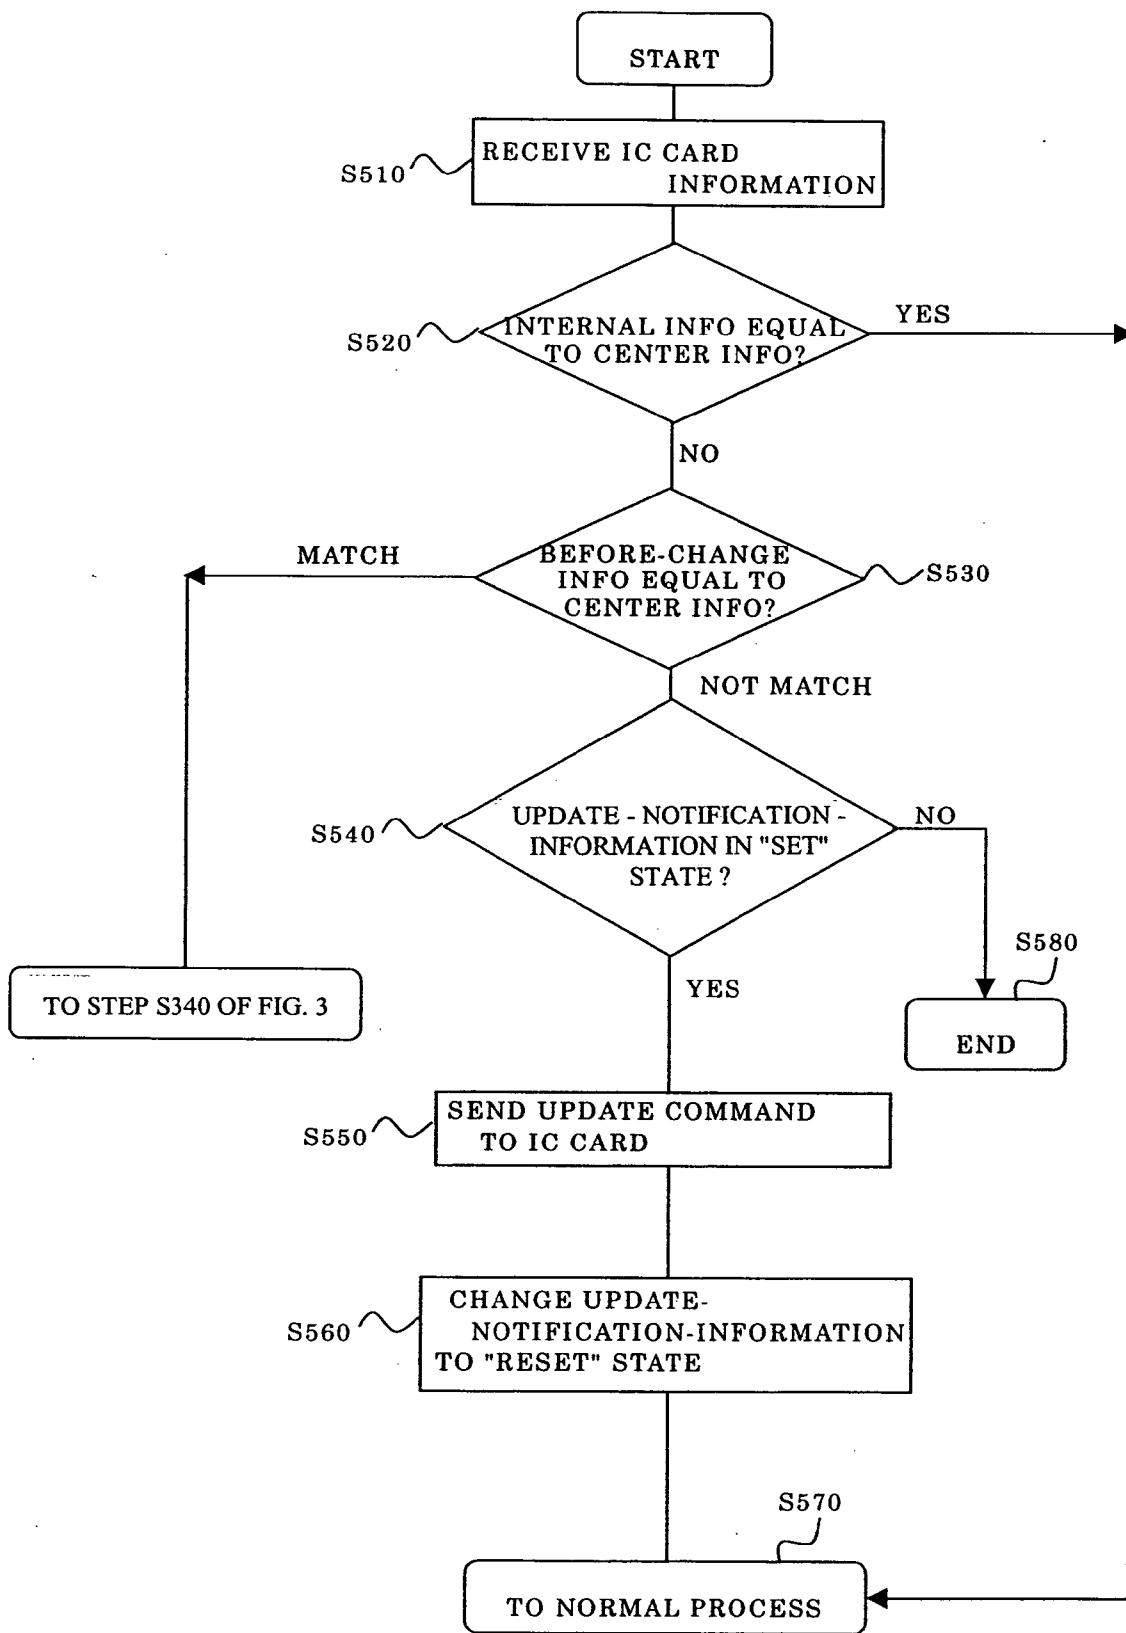 START
RECEIVE IC CARD
INFORMATION
S510
INTERNAL INFO EQUAL
TO CENTER INFO?
S520
YES
NO
BEFORE-CHANGE
INFO EQUAL TO
CENTER INFO?
S530
MATCH
NOT MATCH
UPDATE - NOTIFICATION -
INFORMATION IN "SET"
STATE ?
S540
NO
S580
END
YES
TO STEP S340 OF FIG. 3
SEND UPDATE COMMAND
TO IC CARD
S550
CHANGE UPDATE-
NOTIFICATION-INFORMATION
TO "RESET" STATE
S560
S570
TO NORMAL PROCESS